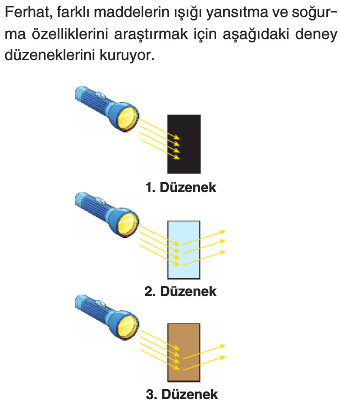 Ferhat, farklı maddelerin ışığı yansıtma ve soğur-
ma özelliklerini araştırmak için aşağıdaki deney
düzeneklerini kuruyor.
1. Düzenek
2. Düzenek
3. Düzenek